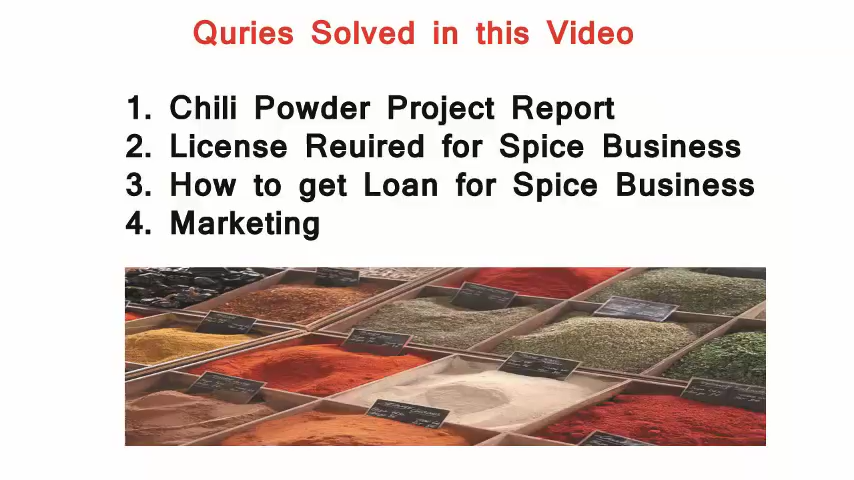 Quries Solved in this Video
1. Chili Powder Project Report
2. License Reuired for Spice Business
3. How to get Loan for Spice Business
4. Marketing